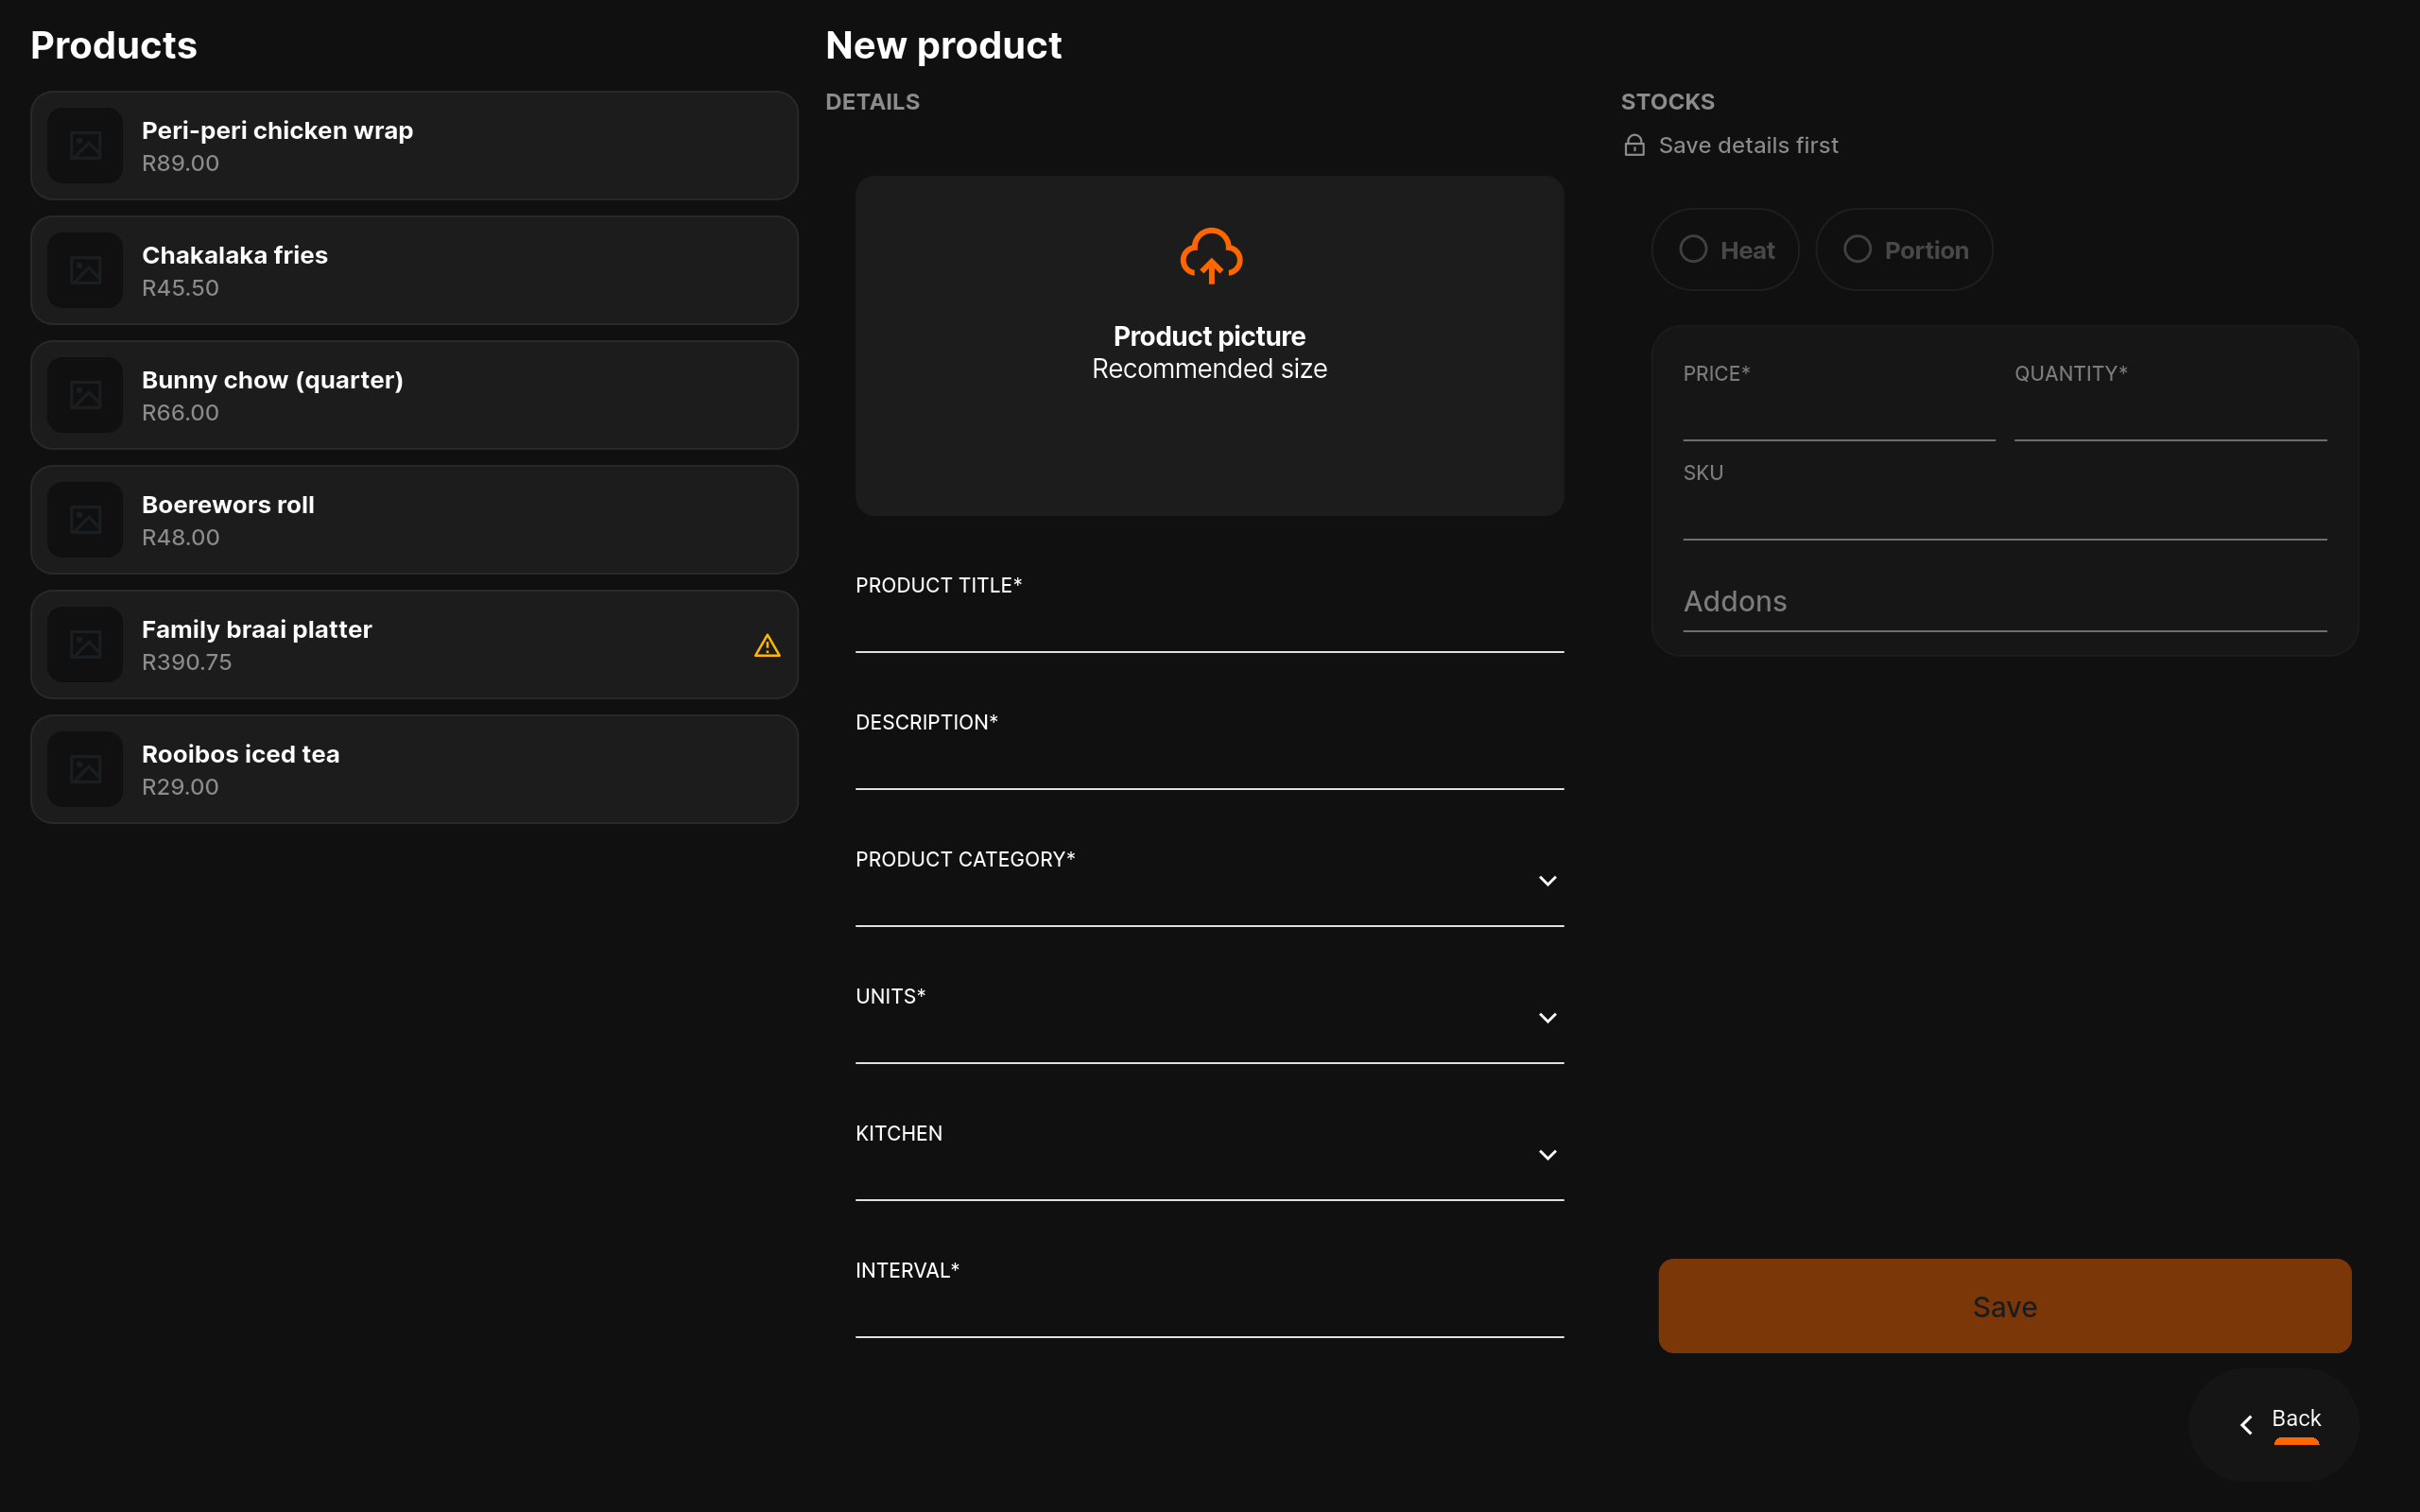 Products
Peri-peri chicken wrap
R89.00
Chakalaka fries
R45.50
Bunny chow (quarter)
R66.00
Boerewors roll
R48.00
Family braai platter
R390.75
Rooibos iced tea
R29.00
New product
DETAILS
Product picture
Recommended size
PRODUCT TITLE*
DESCRIPTION*
PRODUCT CATEGORY*
UNITS*
KITCHEN
INTERVAL*
STOCKS
Save details first
Heat
Portion
PRICE*
QUANTITY*
SKU
Addons
Save
Back